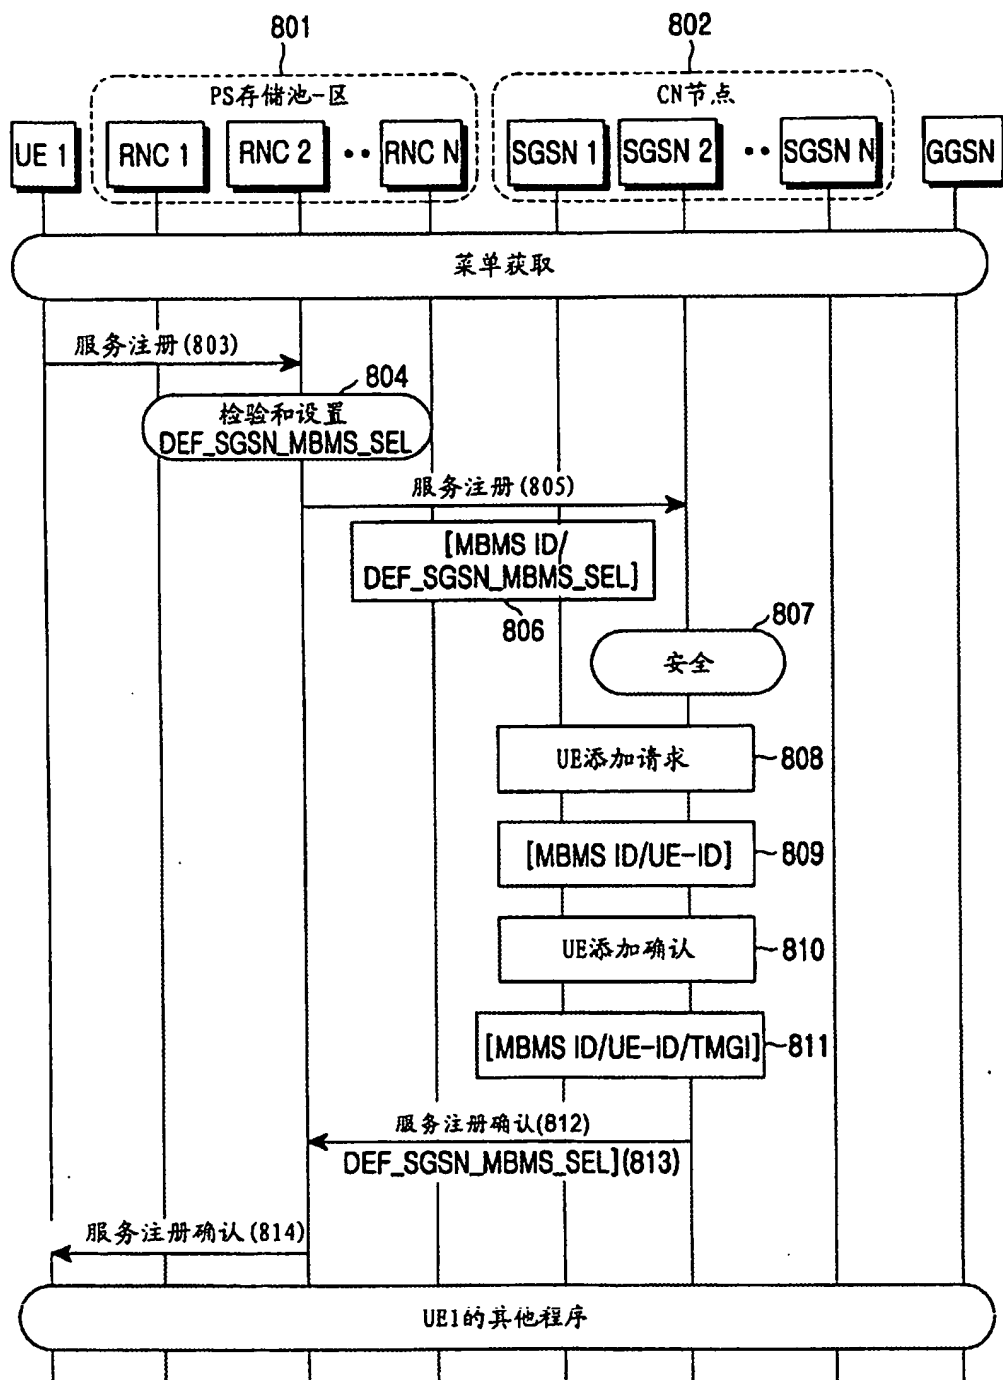 801
802
PS存储池-区
CN节点
UE 1
RNC 1
RNC 2
··
RNC N
SGSN 1
SGSN 2
··
SGSN N
GGSN
菜单获取
服务注册(803)
804
检验和设置
DEF_SGSN_MBMS_SEL
服务注册(805)
[MBMS ID/
DEF_SGSN_MBMS_SEL]
806
807
安全
UE添加请求
808
[MBMS ID/UE-ID]
809
UE添加确认
810
[MBMS ID/UE-ID/TMGI]
811
服务注册确认(812)
DEF_SGSN_MBMS_SEL](813)
服务注册确认(814)
UE1的其他程序